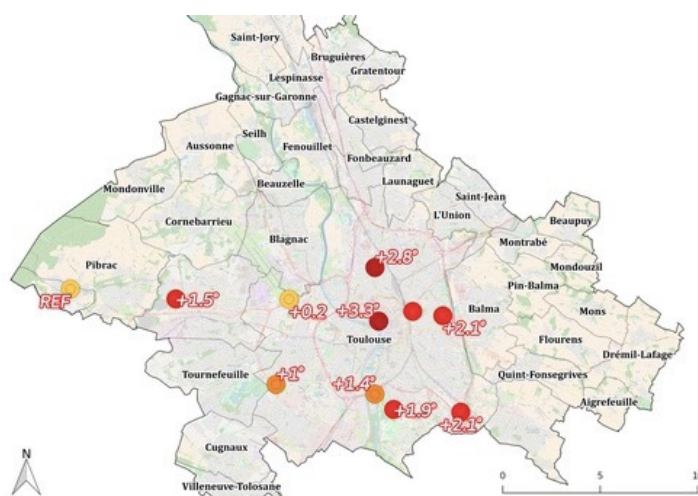 Saint-Jory
Bruguières
Gratentour
Lespinasse
Gagnac-sur-Garonne
Castelginest
Seilh
Aussonne
Fenouillet
Fonbeauzard
Launaguet
Beauzelle
Mondonville
Saint-Jean
L'Union
Beaupuy
Cornebarrieu
Blagnac
Montrabé
+2.8°
Pibrac
Mondouzil
Pin-Balma
REF
+1.5°
+0.2
+3.3°
Balma
Mons
+2.1°
Toulouse
Flourens
Drémil-Lafage
Tournefeuille
+1°
+1.4°
Quint-Fonsegrives
Aigrefeuille
+1.9°
+2.1°
Cugnaux
N
Villeneuve-Tolosane
0 5